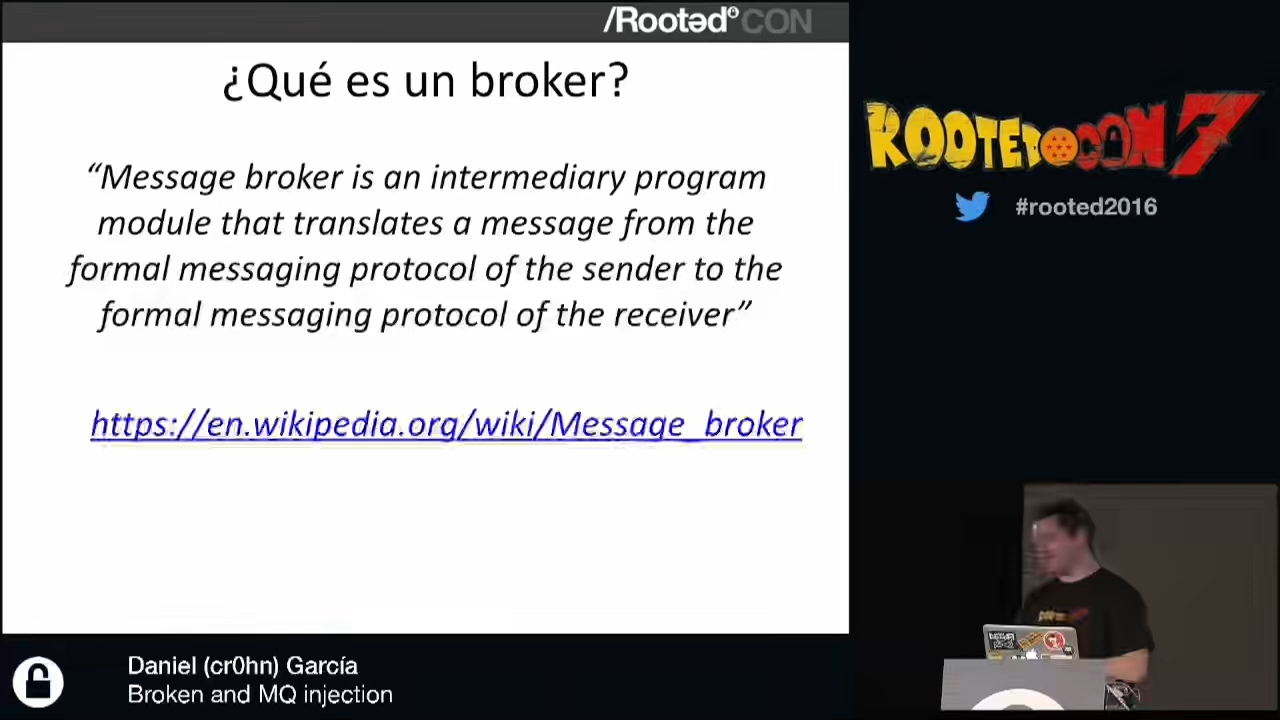 /Rootəd CON
¿Qué es un broker?
“Message broker is an intermediary program
module that translates a message from the
formal messaging protocol of the sender to the
formal messaging protocol of the receiver”
https://en.wikipedia.org/wiki/Message_broker
ROOTETOCON 7
#rooted2016
Daniel (cr0hn) García
Broken and MQ injection